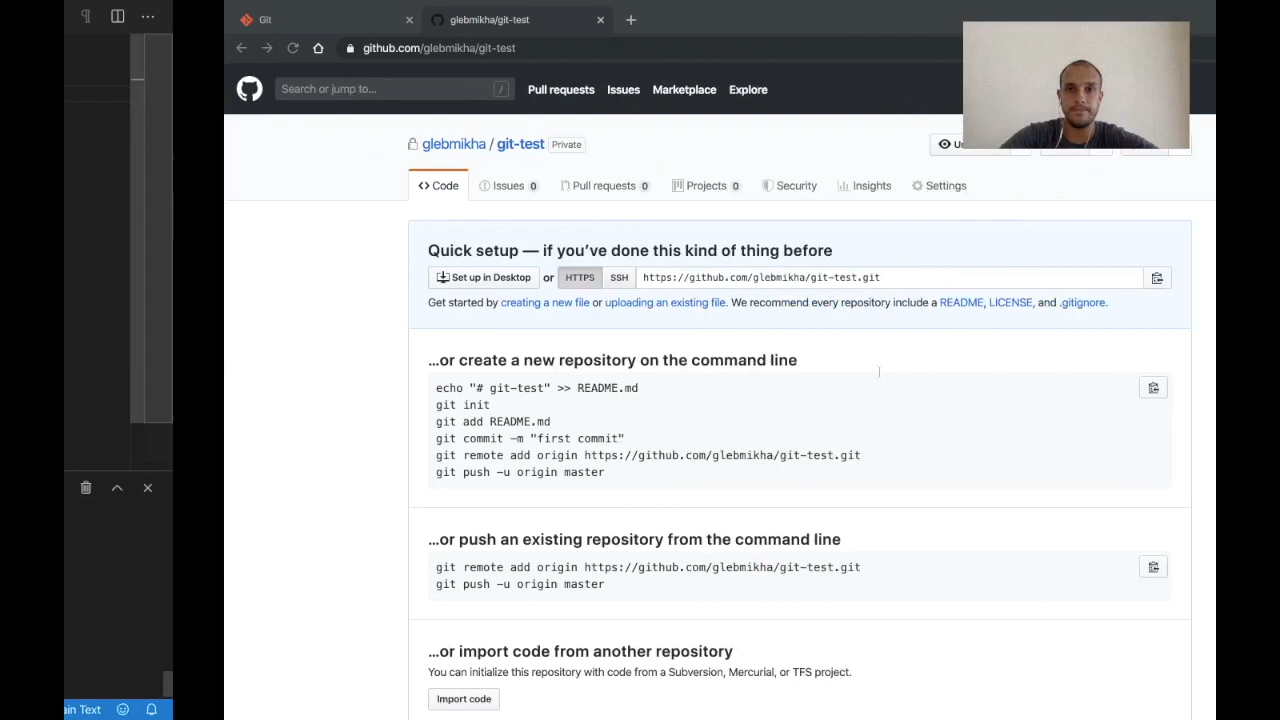 Git
glebmikha/git-test
github.com/glebmikha/git-test
Search or jump to...
/
Pull requests
Issues
Marketplace
Explore
glebmikha / git-test
Private
Code
Issues 0
Pull requests 0
Projects 0
Security
Insights
Settings
Quick setup — if you’ve done this kind of thing before
Set up in Desktop
or
HTTPS
SSH
https://github.com/glebmikha/git-test.git
Get started by creating a new file or uploading an existing file. We recommend every repository include a README, LICENSE, and .gitignore.
…or create a new repository on the command line
echo "# git-test" >> README.md
git init
git add README.md
git commit -m "first commit"
git remote add origin https://github.com/glebmikha/git-test.git
git push -u origin master
…or push an existing repository from the command line
git remote add origin https://github.com/glebmikha/git-test.git
git push -u origin master
…or import code from another repository
You can initialize this repository with code from a Subversion, Mercurial, or TFS project.
Import code
ain Text